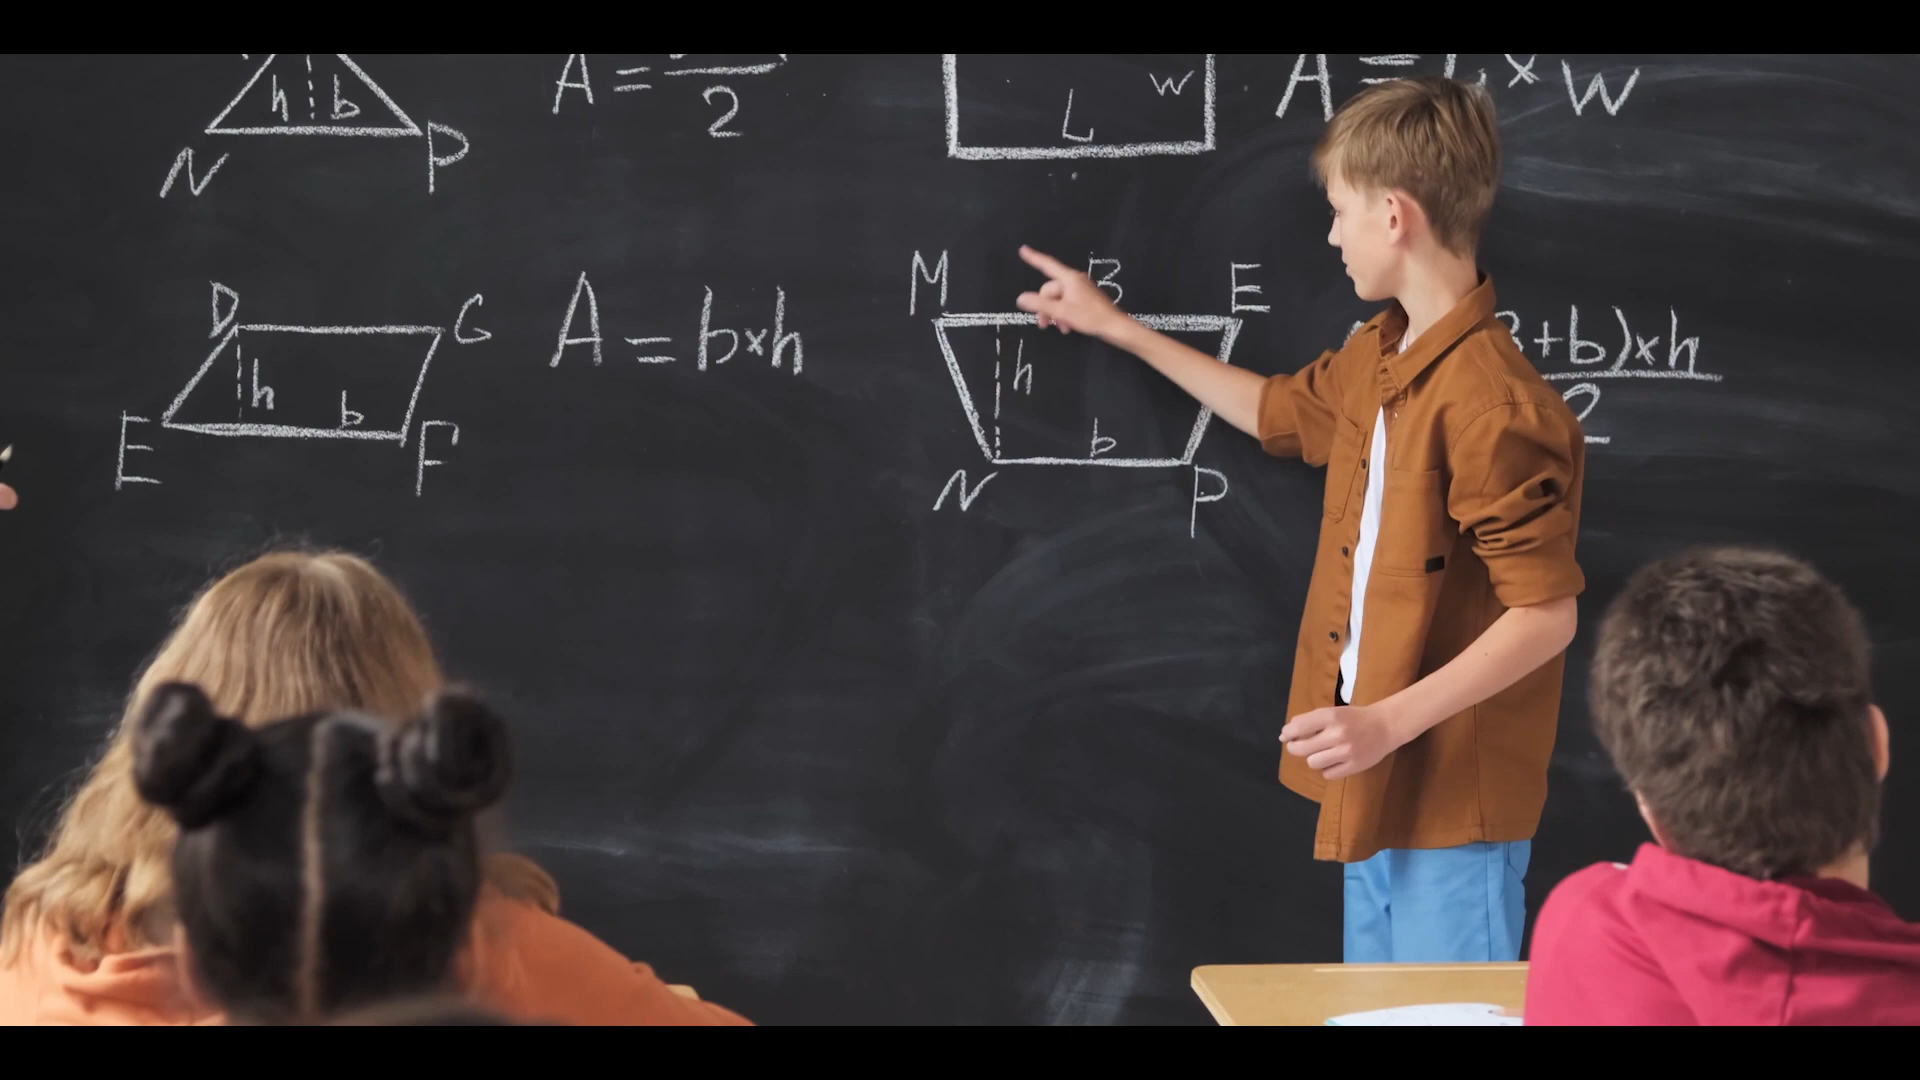 h b
N P
A = 2
L W
A = L × W
D G
h b
E F
A = b×h
M B E
h
b
N P
+b)×h
2